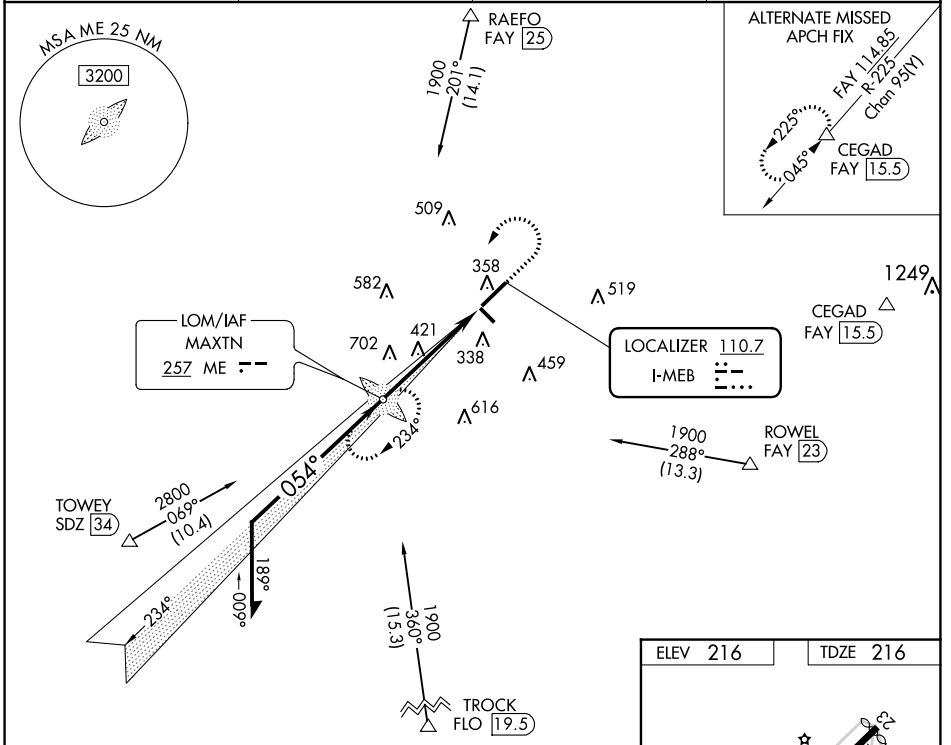 MSA ME 25 NM
3200
RAEFO
FAY 25
1900
201°
(14.1)
ALTERNATE MISSED
APCH FIX
FAY 114.85
R-225
Chan 95(Y)
225°
045°
CEGAD
FAY 15.5
509
358
582
519
1249
CEGAD
FAY 15.5
LOM/IAF
MAXTN
257 ME
702
421
338
459
LOCALIZER 110.7
I-MEB
616
234°
1900
288°
(13.3)
ROWEL
FAY 23
054°
TOWEY
SDZ 34
2800
069°
(10.4)
189°
009°
234°
1900
360°
(15.3)
TROCK
FLO 19.5
ELEV 216
TDZE 216
23